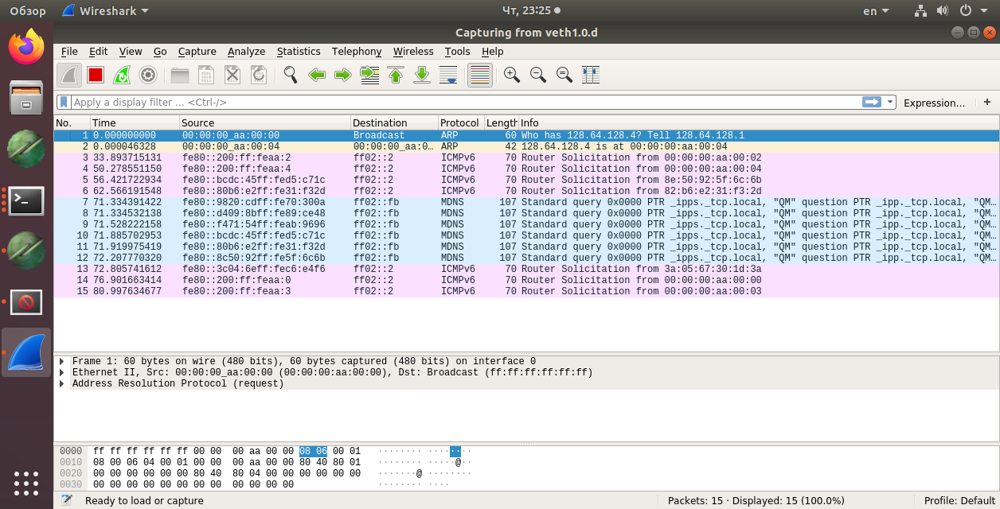 Обзор Wireshark Чт, 23:25 en
Capturing from veth1.0.d
File Edit View Go Capture Analyze Statistics Telephony Wireless Tools Help
Apply a display filter ... <Ctrl-/> Expression... +
No. Time Source Destination Protocol Length Info
1 0.000000000 00:00:00_aa:00:00 Broadcast ARP 60 Who has 128.64.128.4? Tell 128.64.128.1
2 0.000046328 00:00:00_aa:00:04 00:00:00_aa:0… ARP 42 128.64.128.4 is at 00:00:00:aa:00:04
3 33.893715131 fe80::200:ff:feaa:2 ff02::2 ICMPv6 70 Router Solicitation from 00:00:00:aa:00:02
4 50.278551150 fe80::200:ff:feaa:4 ff02::2 ICMPv6 70 Router Solicitation from 00:00:00:aa:00:04
5 56.421722934 fe80::bcdc:45ff:fed5:c71c ff02::2 ICMPv6 70 Router Solicitation from 8e:50:92:5f:6c:6b
6 62.566191548 fe80::80b6:e2ff:fe31:f32d ff02::2 ICMPv6 70 Router Solicitation from 82:b6:e2:31:f3:2d
7 71.334391422 fe80::9820:cdff:fe70:300a ff02::fb MDNS 107 Standard query 0x0000 PTR _ipps._tcp.local, "QM" question PTR _ipp._tcp.local, "QM…
8 71.334532138 fe80::d409:8bff:fe89:ce48 ff02::fb MDNS 107 Standard query 0x0000 PTR _ipps._tcp.local, "QM" question PTR _ipp._tcp.local, "QM…
9 71.528222158 fe80::f471:54ff:feab:9696 ff02::fb MDNS 107 Standard query 0x0000 PTR _ipps._tcp.local, "QM" question PTR _ipp._tcp.local, "QM…
10 71.885702953 fe80::bcdc:45ff:fed5:c71c ff02::fb MDNS 107 Standard query 0x0000 PTR _ipps._tcp.local, "QM" question PTR _ipp._tcp.local, "QM…
11 71.919975419 fe80::80b6:e2ff:fe31:f32d ff02::fb MDNS 107 Standard query 0x0000 PTR _ipps._tcp.local, "QM" question PTR _ipp._tcp.local, "QM…
12 72.207770320 fe80::8c50:92ff:fe5f:6c6b ff02::fb MDNS 107 Standard query 0x0000 PTR _ipps._tcp.local, "QM" question PTR _ipp._tcp.local, "QM…
13 72.805741612 fe80::3c04:6eff:fec6:e4f6 ff02::2 ICMPv6 70 Router Solicitation from 3a:05:67:30:1d:3a
14 76.901663414 fe80::200:ff:feaa:0 ff02::2 ICMPv6 70 Router Solicitation from 00:00:00:aa:00:00
15 80.997634677 fe80::200:ff:feaa:3 ff02::2 ICMPv6 70 Router Solicitation from 00:00:00:aa:00:03
Frame 1: 60 bytes on wire (480 bits), 60 bytes captured (480 bits) on interface 0
Ethernet II, Src: 00:00:00_aa:00:00 (00:00:00:aa:00:00), Dst: Broadcast (ff:ff:ff:ff:ff:ff)
Address Resolution Protocol (request)
0000 ff ff ff ff ff ff 00 00 00 aa 00 00 08 06 00 01 ········ ········
0010 08 00 06 04 00 01 00 00 00 aa 00 00 80 40 80 01 ········ ·····@··
0020 00 00 00 00 00 00 80 40 80 04 00 00 00 00 00 00 ·······@ ········
0030 00 00 00 00 00 00 00 00 00 00 00 00 ········ ····
Ready to load or capture Packets: 15 · Displayed: 15 (100.0%) Profile: Default